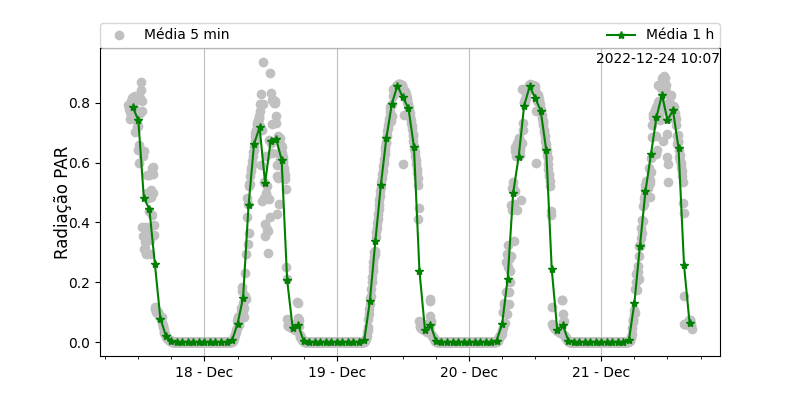 Média 5 min
Média 1 h
2022-12-24 10:07
Radiação PAR
0.8
0.6
0.4
0.2
0.0
18 - Dec
19 - Dec
20 - Dec
21 - Dec